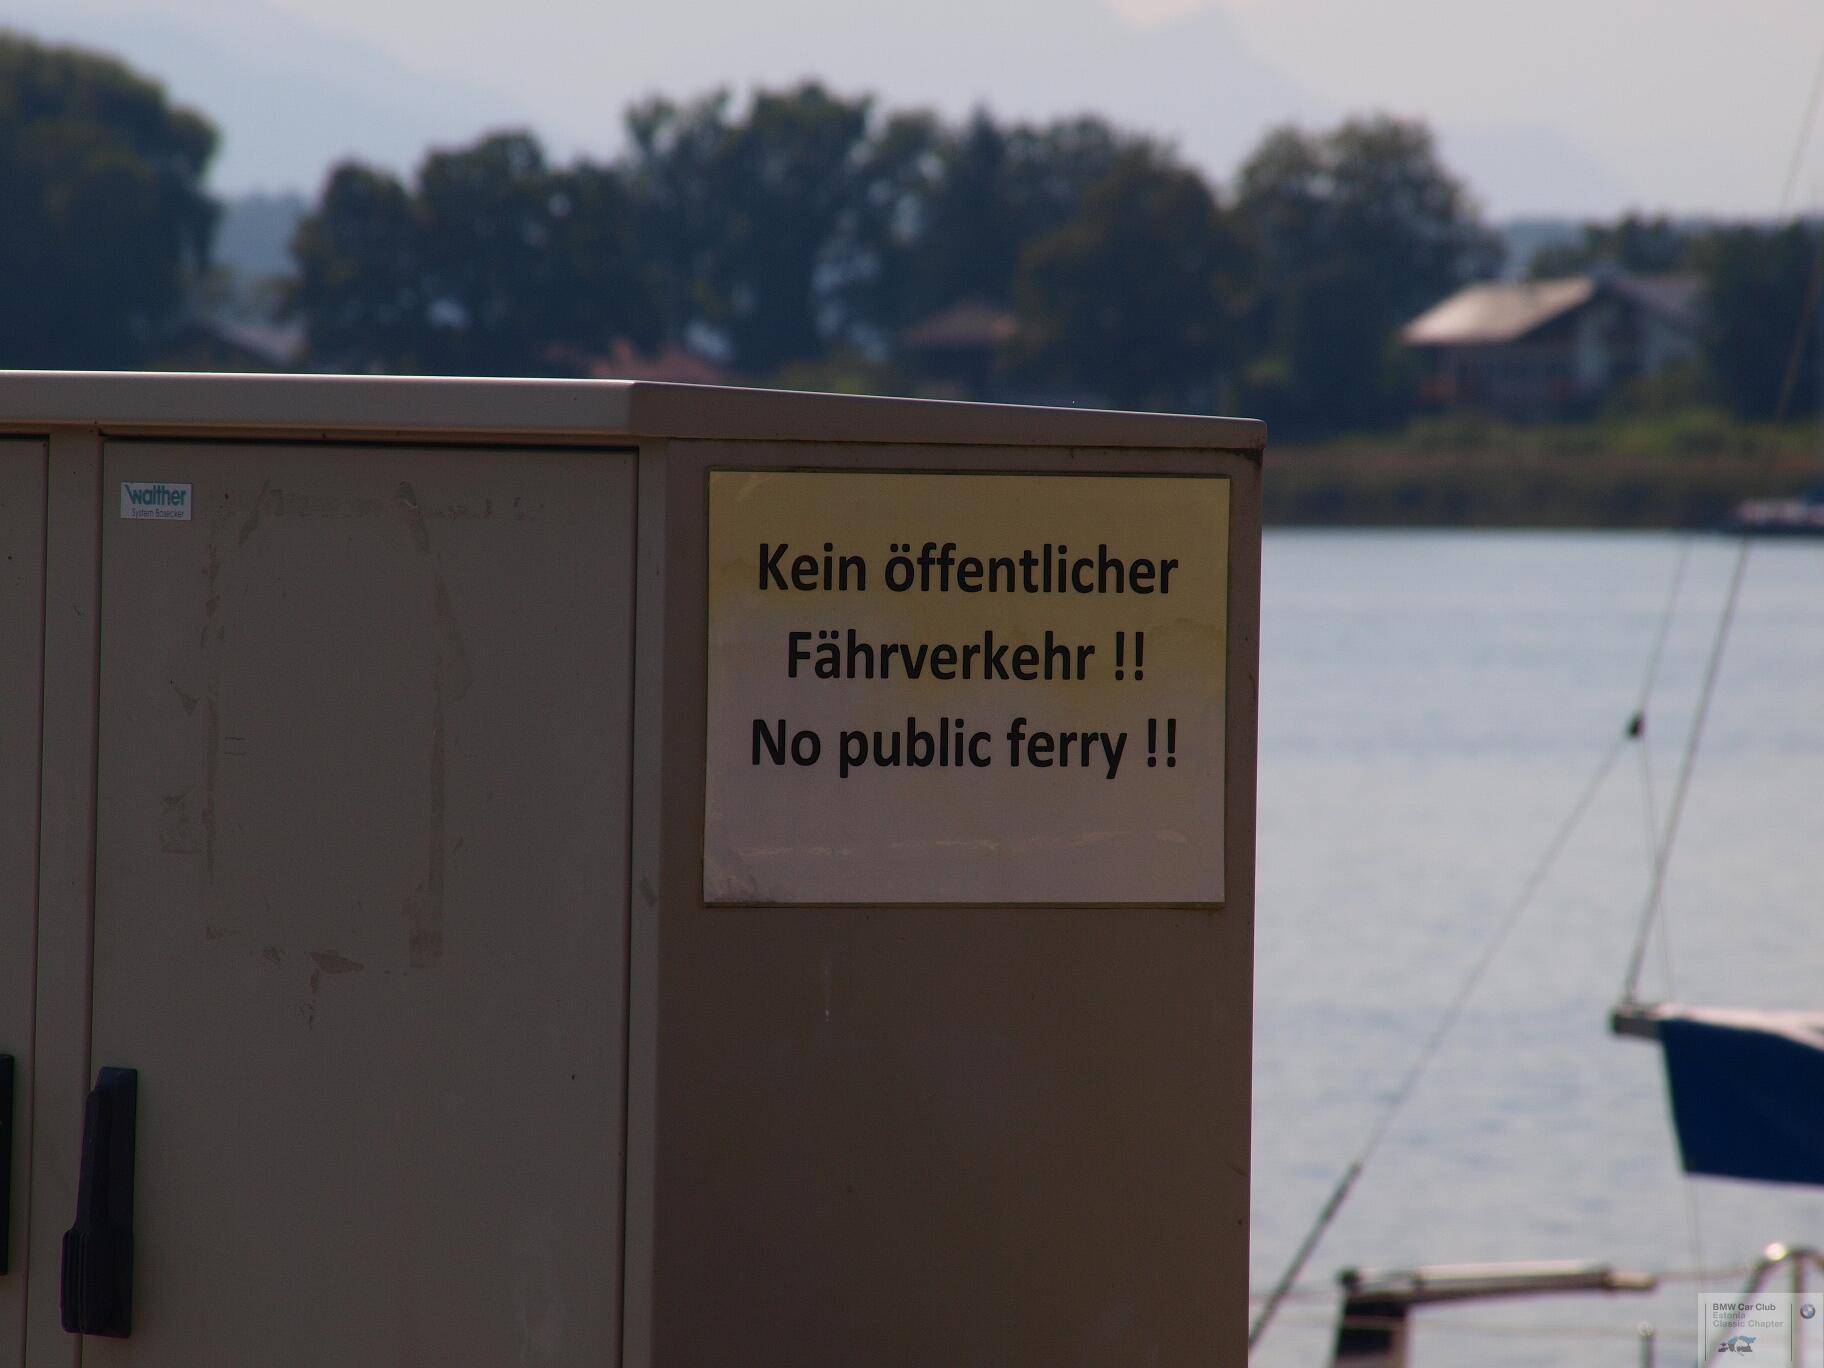 walther
System Bosecker
Kein öffentlicher
Fährverkehr !!
No public ferry !!
BMW Car Club
Estonia
Classic Chapter